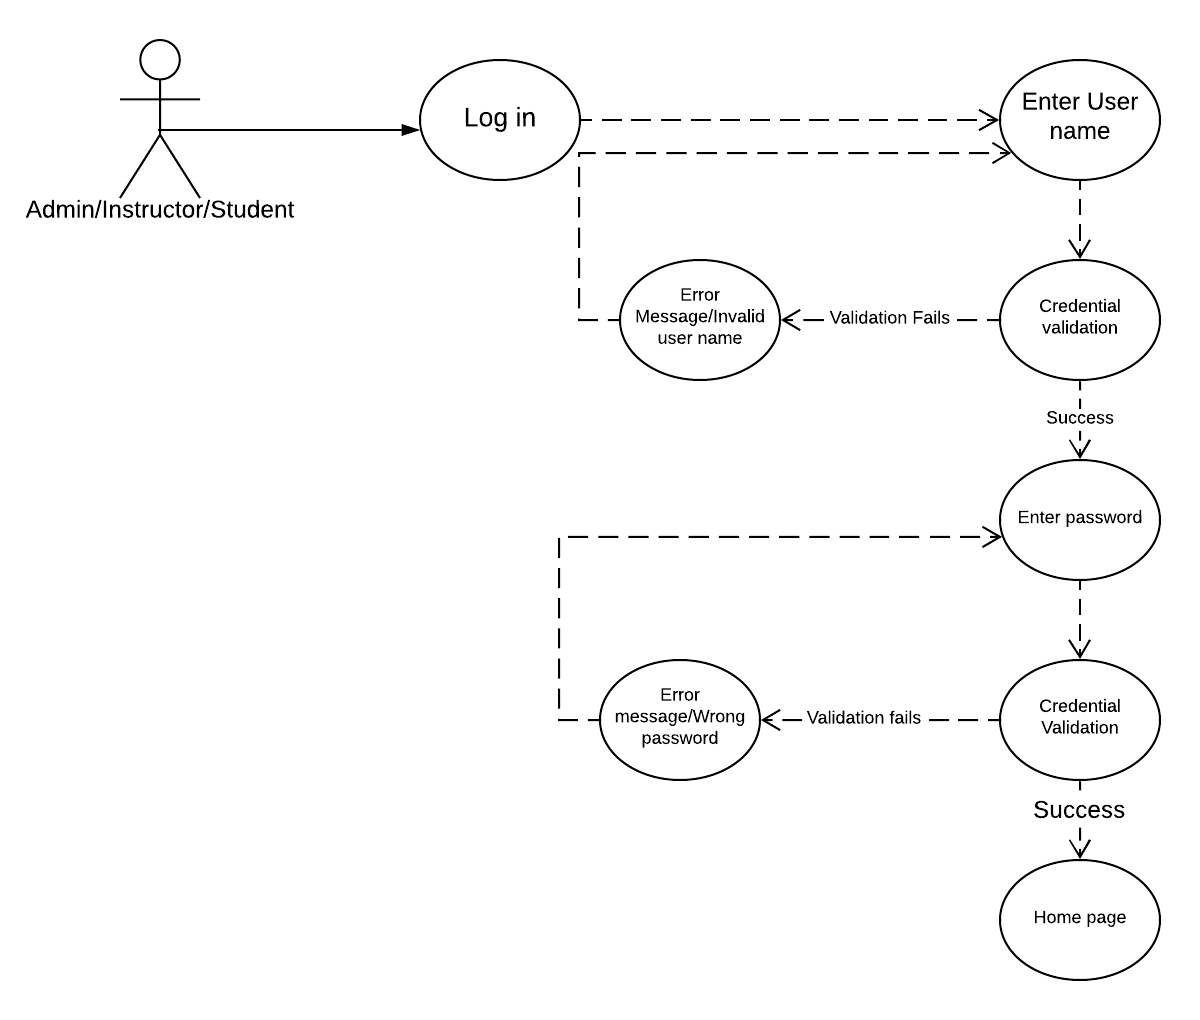 Log in
Enter User
name
Admin/Instructor/Student
Error
Message/Invalid
user name
Validation Fails
Credential
validation
Success
Enter password
Error
message/Wrong
password
Validation fails
Credential
Validation
Success
Home page